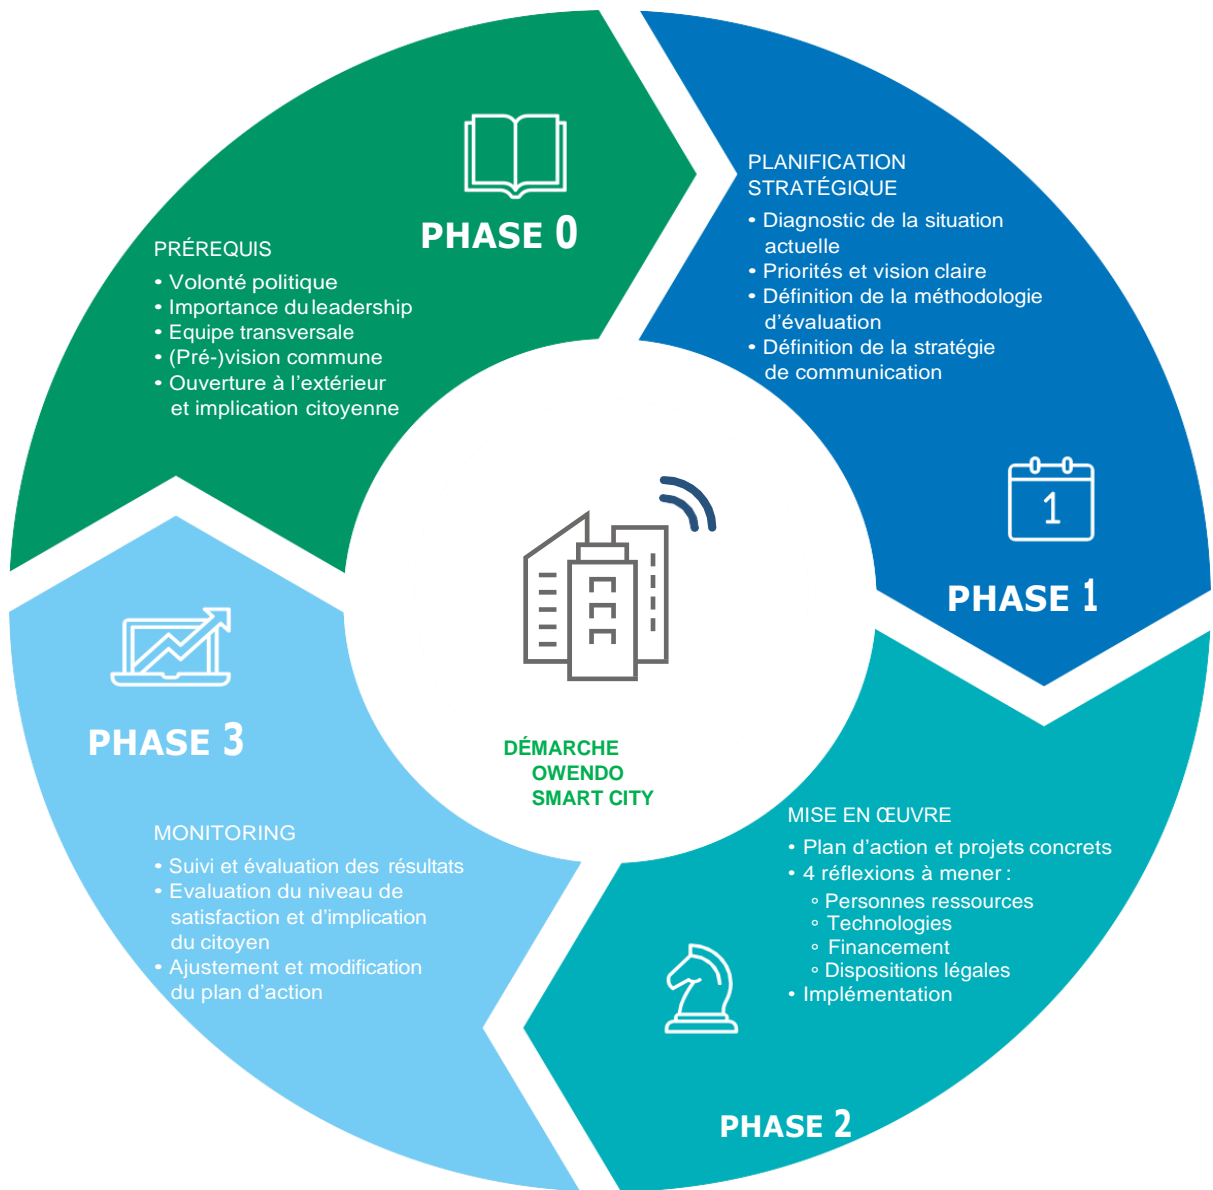 PHASE 0
PRÉREQUIS
• Volonté politique
• Importance du leadership
• Equipe transversale
• (Pré-)vision commune
• Ouverture à l’extérieur
et implication citoyenne
PLANIFICATION
STRATÉGIQUE
• Diagnostic de la situation
actuelle
• Priorités et vision claire
• Définition de la méthodologie
d’évaluation
• Définition de la stratégie
de communication
1
PHASE 1
MISE EN ŒUVRE
• Plan d’action et projets concrets
• 4 réflexions à mener :
° Personnes ressources
° Technologies
° Financement
° Dispositions légales
• Implémentation
PHASE 2
PHASE 3
MONITORING
• Suivi et évaluation des résultats
• Evaluation du niveau de
satisfaction et d’implication
du citoyen
• Ajustement et modification
du plan d’action
DÉMARCHE
OWENDO
SMART CITY